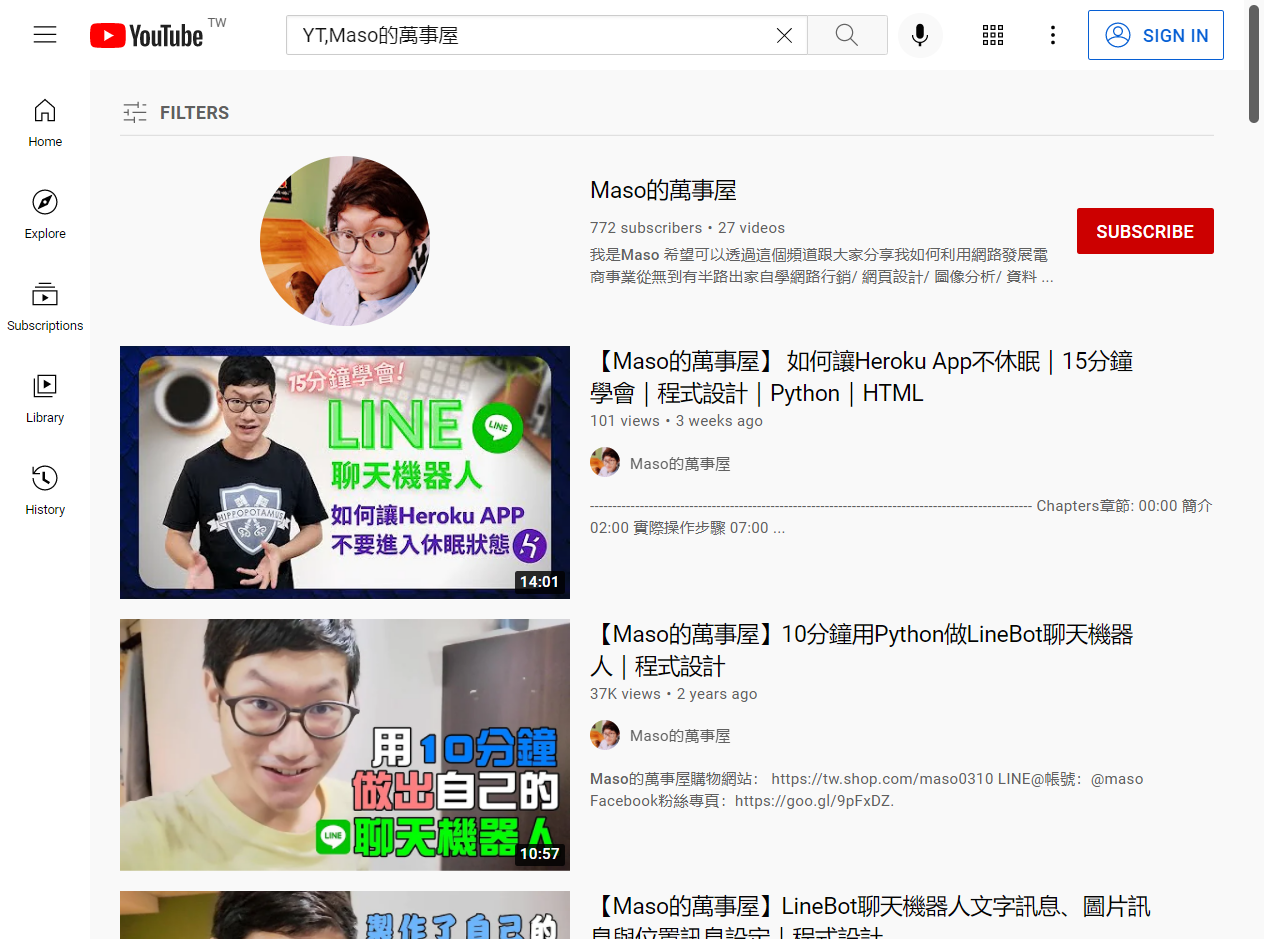 YouTube TW
YT,Maso的萬事屋
SIGN IN
Home
Explore
Subscriptions
Library
History
FILTERS
Maso的萬事屋
772 subscribers • 27 videos
我是Maso 希望可以透過這個頻道跟大家分享我如何利用網路發展電
商事業從無到有半路出家自學網路行銷/ 網頁設計/ 圖像分析/ 資料 ...
SUBSCRIBE
15分鐘學會!
LINE
LINE
聊天機器人
如何讓Heroku APP
不要進入休眠狀態
HIPPOPOTAMUS
14:01
【Maso的萬事屋】 如何讓Heroku App不休眠｜15分鐘
學會｜程式設計｜Python｜HTML
101 views • 3 weeks ago
Maso的萬事屋
-------------------------------------------------------------------------------------------------- Chapters章節: 00:00 簡介
02:00 實際操作步驟 07:00 ...
用10分鐘
做出自己的
LINE
聊天機器人
10:57
【Maso的萬事屋】10分鐘用Python做LineBot聊天機器
人｜程式設計
37K views • 2 years ago
Maso的萬事屋
Maso的萬事屋購物網站： https://tw.shop.com/maso0310 LINE@帳號：@maso
Facebook粉絲專頁：https://goo.gl/9pFxDZ.
製作了自己的
【Maso的萬事屋】LineBot聊天機器人文字訊息、圖片訊
息與位置訊息設定｜程式設計